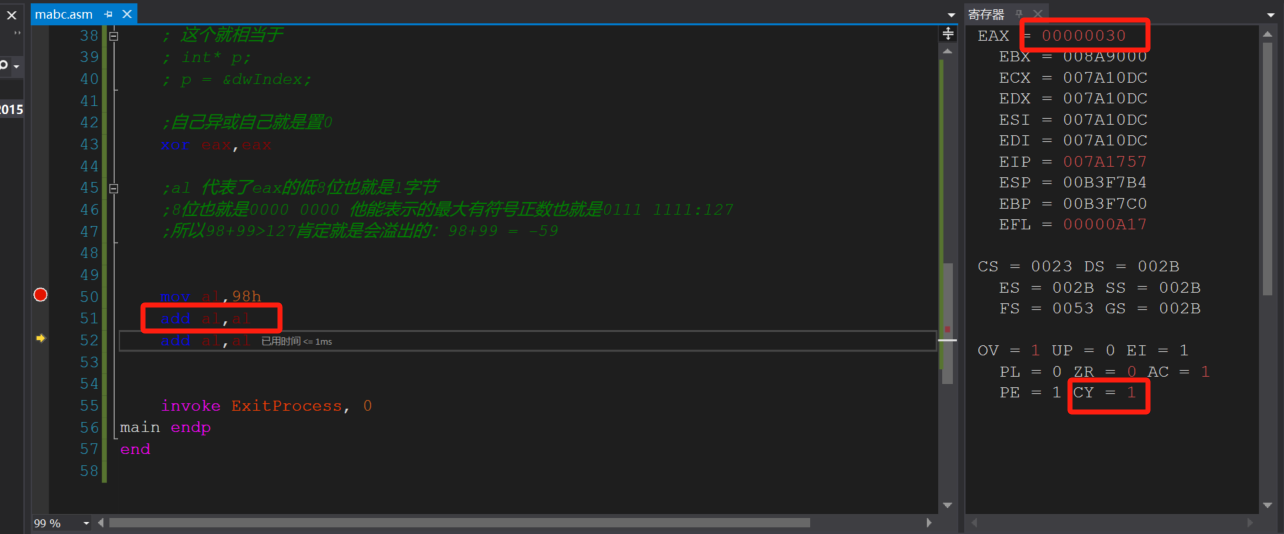 mabc.asm
2015
38 ; 这个就相当于
39 ; int* p;
40 ; p = &dwIndex;
41
42 ;自己异或自己就是置0
43 xor eax,eax
44
45 ;al 代表了eax的低8位也就是1字节
46 ;8位也就是0000 0000 他能表示的最大有符号正数也就是0111 1111:127
47 ;所以98+99>127肯定就是会溢出的: 98+99 = -59
48
49
50 mov al,98h
51 add al,al
52 add al,al 已用时间 <= 1ms
53
54
55 invoke ExitProcess, 0
56 main endp
57 end
58
99 %
寄存器
EAX = 00000030
EBX = 008A9000
ECX = 007A10DC
EDX = 007A10DC
ESI = 007A10DC
EDI = 007A10DC
EIP = 007A1757
ESP = 00B3F7B4
EBP = 00B3F7C0
EFL = 00000A17
CS = 0023 DS = 002B
ES = 002B SS = 002B
FS = 0053 GS = 002B
OV = 1 UP = 0 EI = 1
PL = 0 ZR = 0 AC = 1
PE = 1 CY = 1